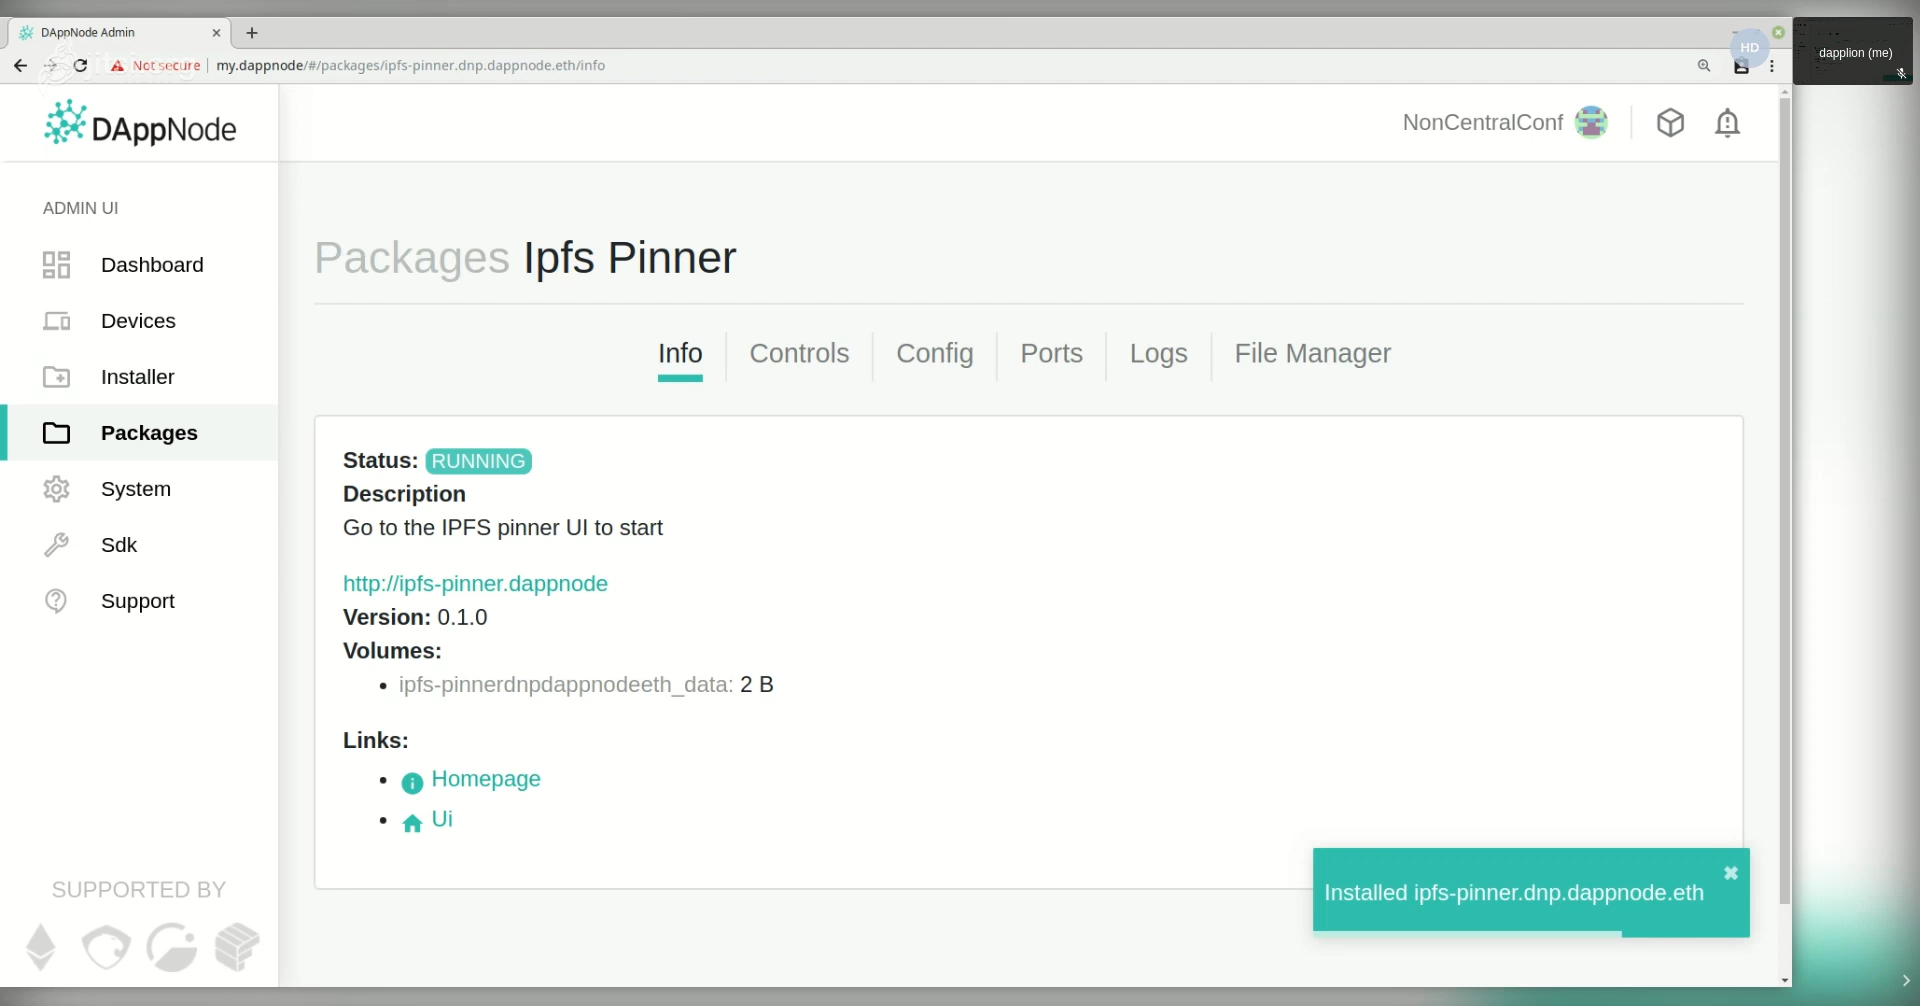 DAppNode Admin
HD
dapplion (me)
Not secure
my.dappnode/#/packages/ipfs-pinner.dnp.dappnode.eth/info
DAppNode
NonCentralConf
ADMIN UI
Dashboard
Devices
Installer
Packages
System
Sdk
Support
SUPPORTED BY
Packages Ipfs Pinner
Info
Controls
Config
Ports
Logs
File Manager
Status: RUNNING
Description
Go to the IPFS pinner UI to start
http://ipfs-pinner.dappnode
Version: 0.1.0
Volumes:
ipfs-pinnerdnpdappnodeeth_data: 2 B
Links:
Homepage
Ui
Installed ipfs-pinner.dnp.dappnode.eth